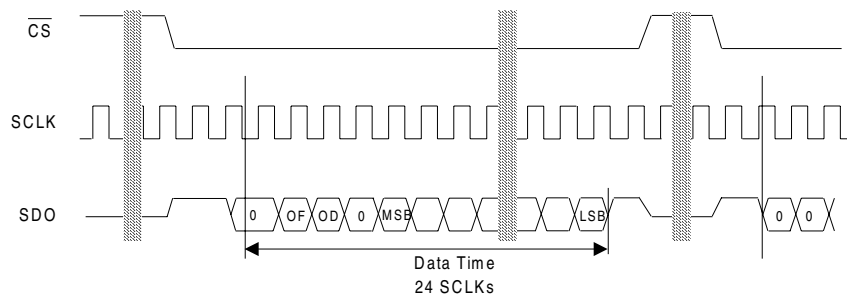 CS
SCLK
SDO 0 OF OD 0 MSB LSB 0 0
Data Time
24 SCLKs